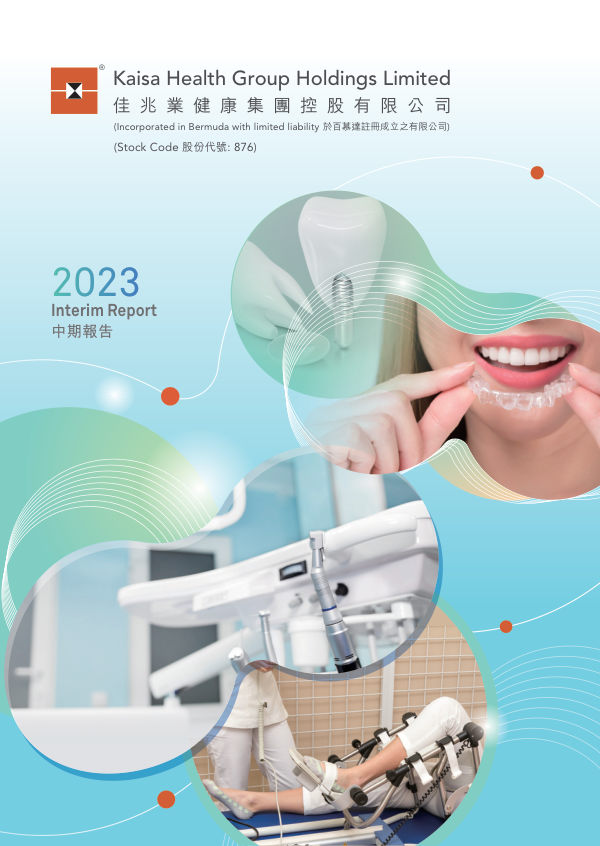 ®
Kaisa Health Group Holdings Limited
佳兆業健康集團控股有限公司
(Incorporated in Bermuda with limited liability 於百慕達註冊成立之有限公司)
(Stock Code 股份代號: 876)
2023
Interim Report
中期報告